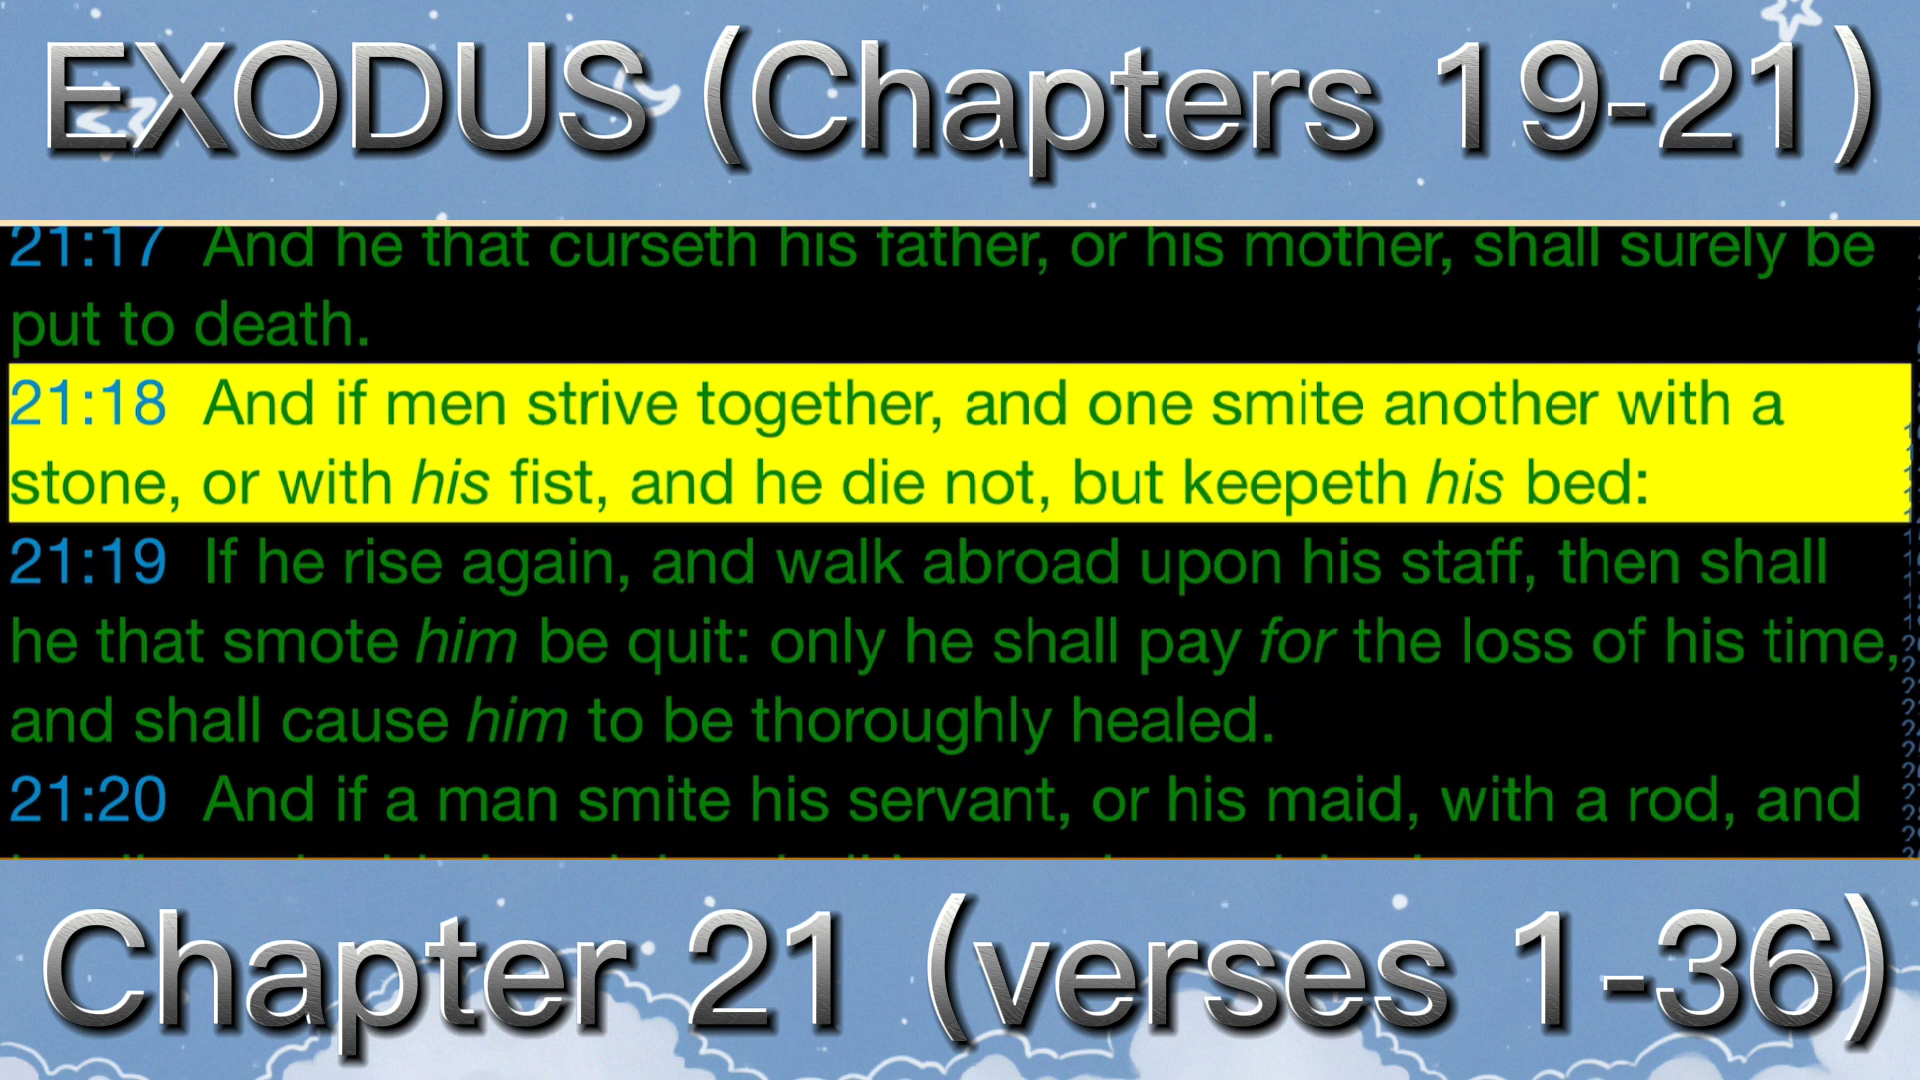 EXODUS (Chapters 19-21)
21:17 And he that curseth his father, or his mother, shall surely be
put to death.
21:18 And if men strive together, and one smite another with a
stone, or with his fist, and he die not, but keepeth his bed:
21:19 If he rise again, and walk abroad upon his staff, then shall
he that smote him be quit: only he shall pay for the loss of his time,
and shall cause him to be thoroughly healed.
21:20 And if a man smite his servant, or his maid, with a rod, and
Chapter 21 (verses 1-36)